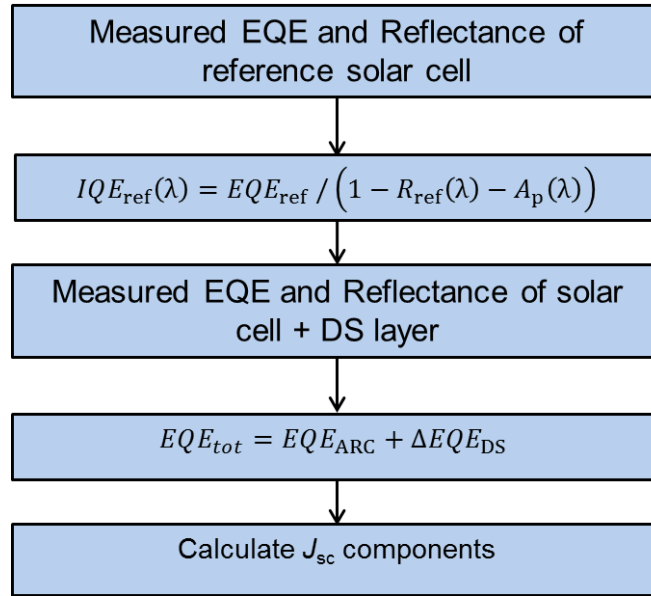 Measured EQE and Reflectance of
reference solar cell
IQE_ref(λ) = EQE_ref / (1 − R_ref(λ) − A_p(λ))
Measured EQE and Reflectance of solar
cell + DS layer
EQE_tot = EQE_ARC + ΔEQE_DS
Calculate J_sc components